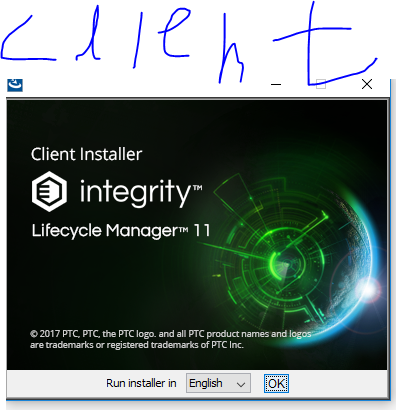 client
Client Installer
integrity™
Lifecycle Manager™ 11
© 2017 PTC, PTC, the PTC logo. and all PTC product names and logos
are trademarks or registered trademarks of PTC Inc.
Run installer in English OK